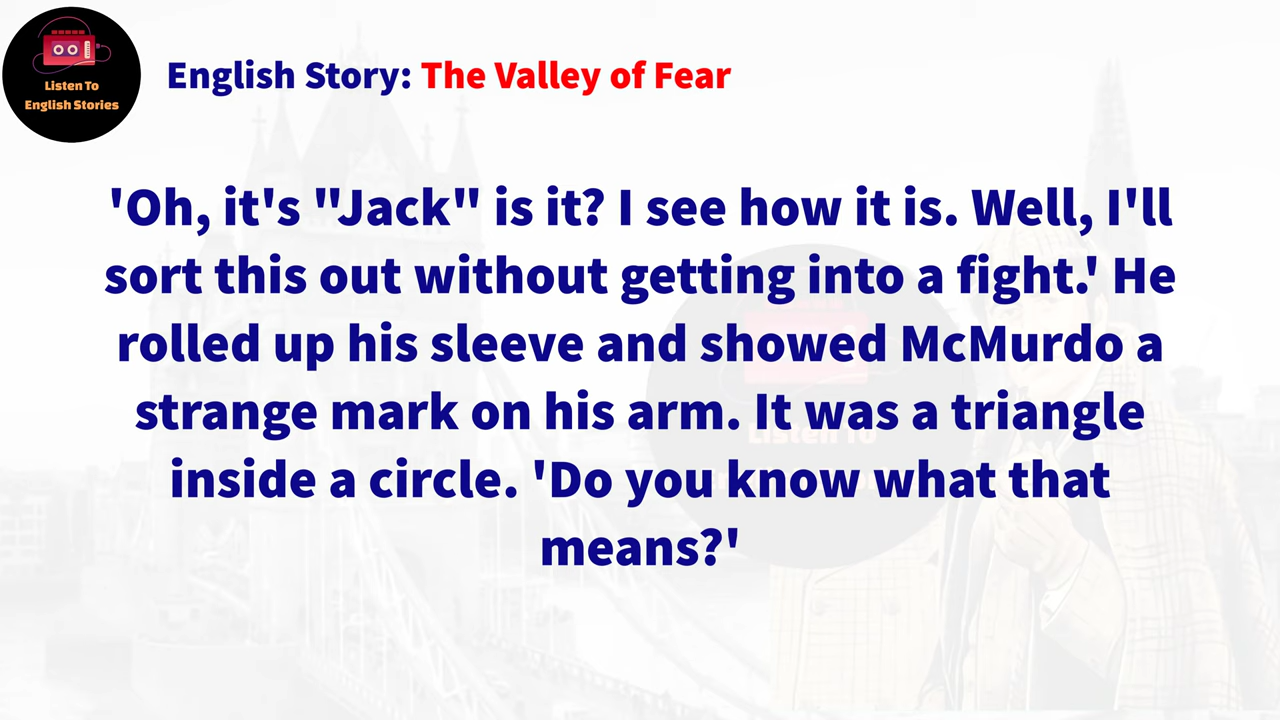 Listen To
English Stories
English Story: The Valley of Fear
'Oh, it's "Jack" is it? I see how it is. Well, I'll
sort this out without getting into a fight.' He
rolled up his sleeve and showed McMurdo a
strange mark on his arm. It was a triangle
inside a circle. 'Do you know what that
means?'
Listen To